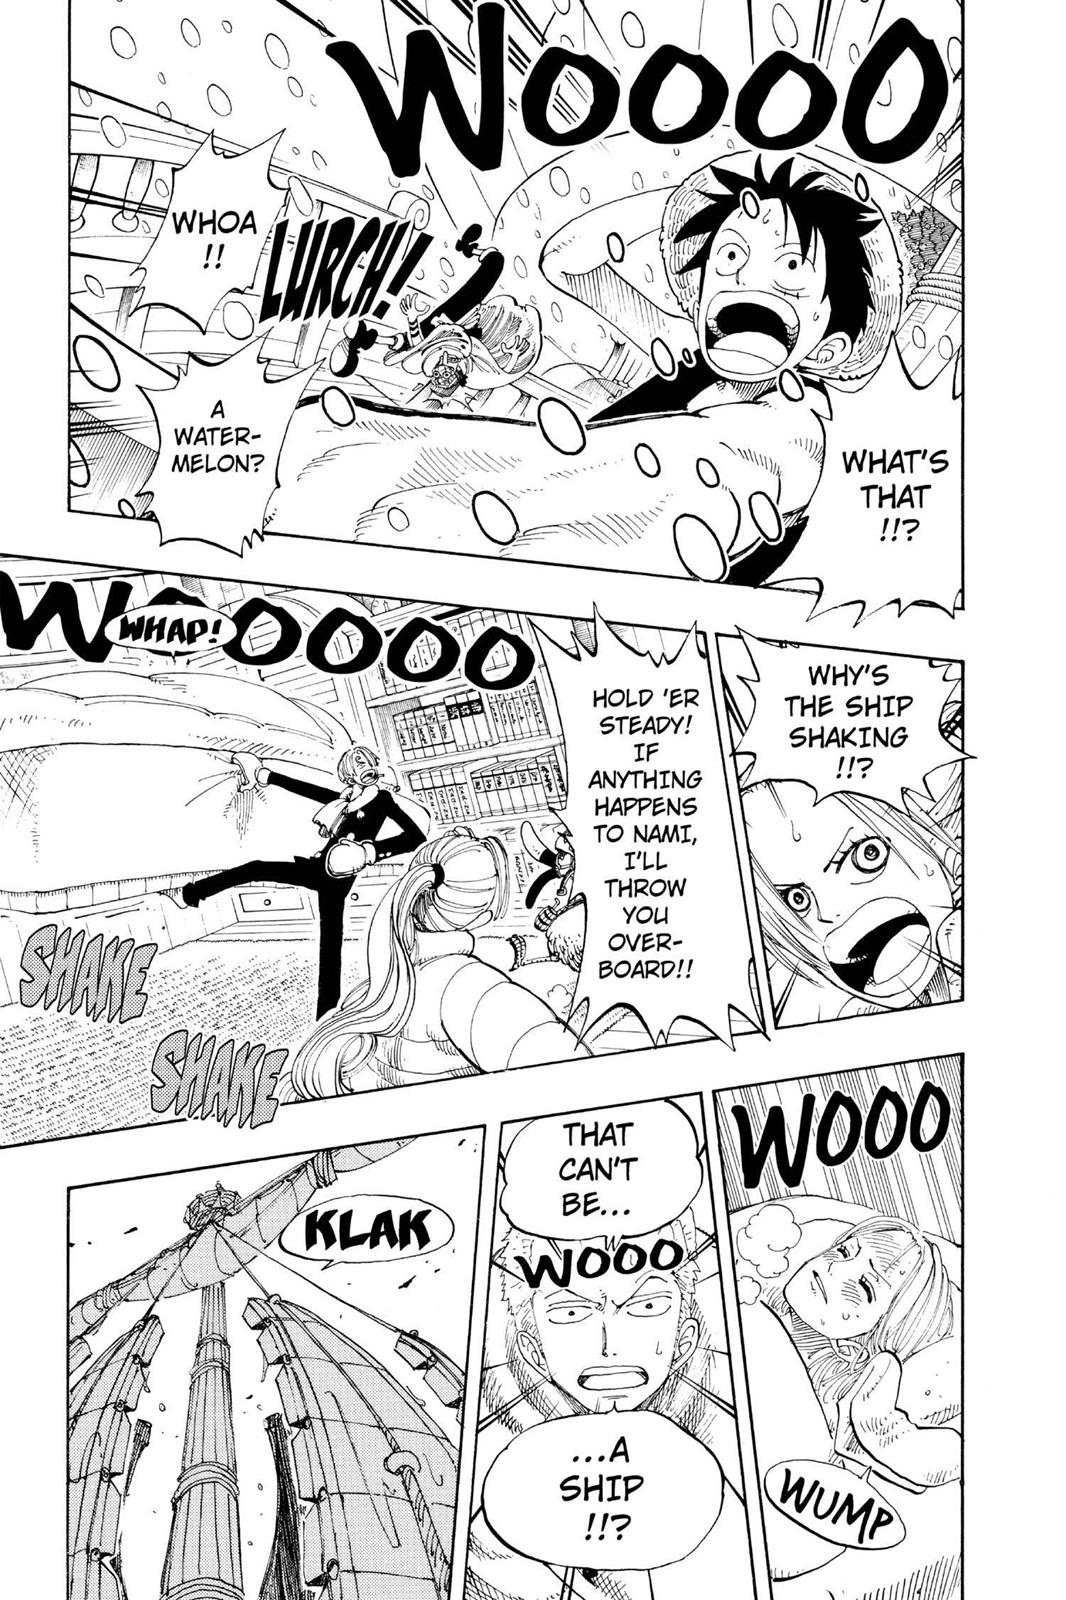 WOOOO
WHAT'S
THAT
!!?
WHOA
!!
LURCH!
A
WATER-
MELON?
WHY'S
THE SHIP
SHAKING
!!?
HOLD 'ER
STEADY!
IF
ANYTHING
HAPPENS
TO NAMI,
I'LL
THROW
YOU
OVER-
BOARD!!
WOOOOO
WHAP!
SHAKE
SHAKE
WOOO
WUMP
THAT
CAN'T
BE...
WOOO
...A
SHIP
!!?
KLAK